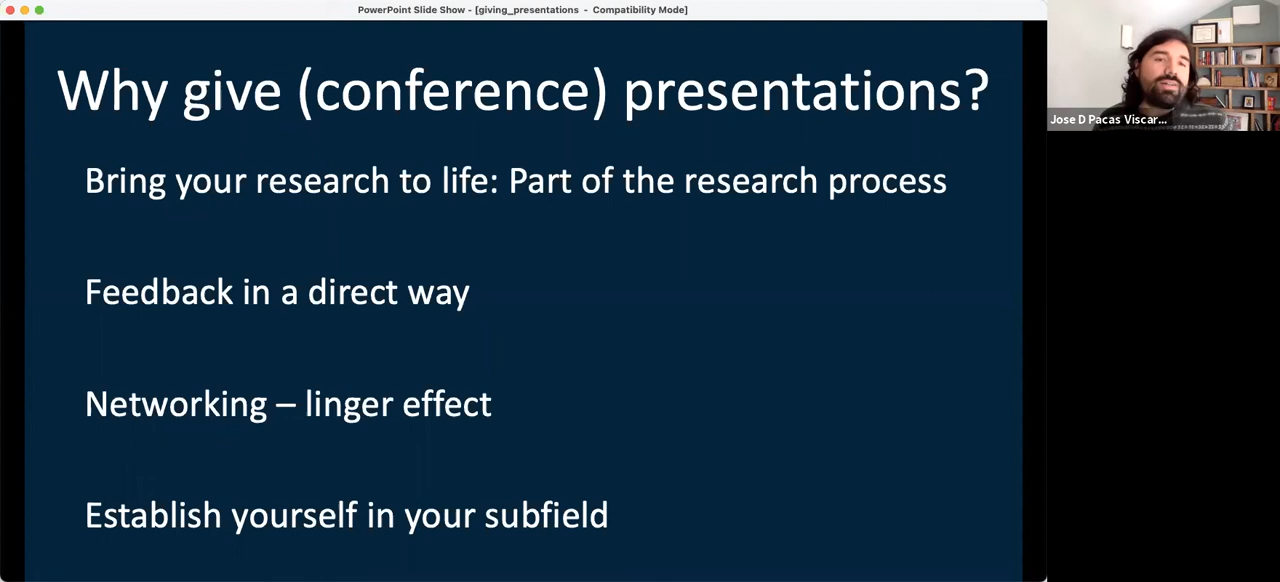 PowerPoint Slide Show - [giving_presentations - Compatibility Mode]
Why give (conference) presentations?
Bring your research to life: Part of the research process
Feedback in a direct way
Networking – linger effect
Establish yourself in your subfield
Jose D Pacas Viscar...